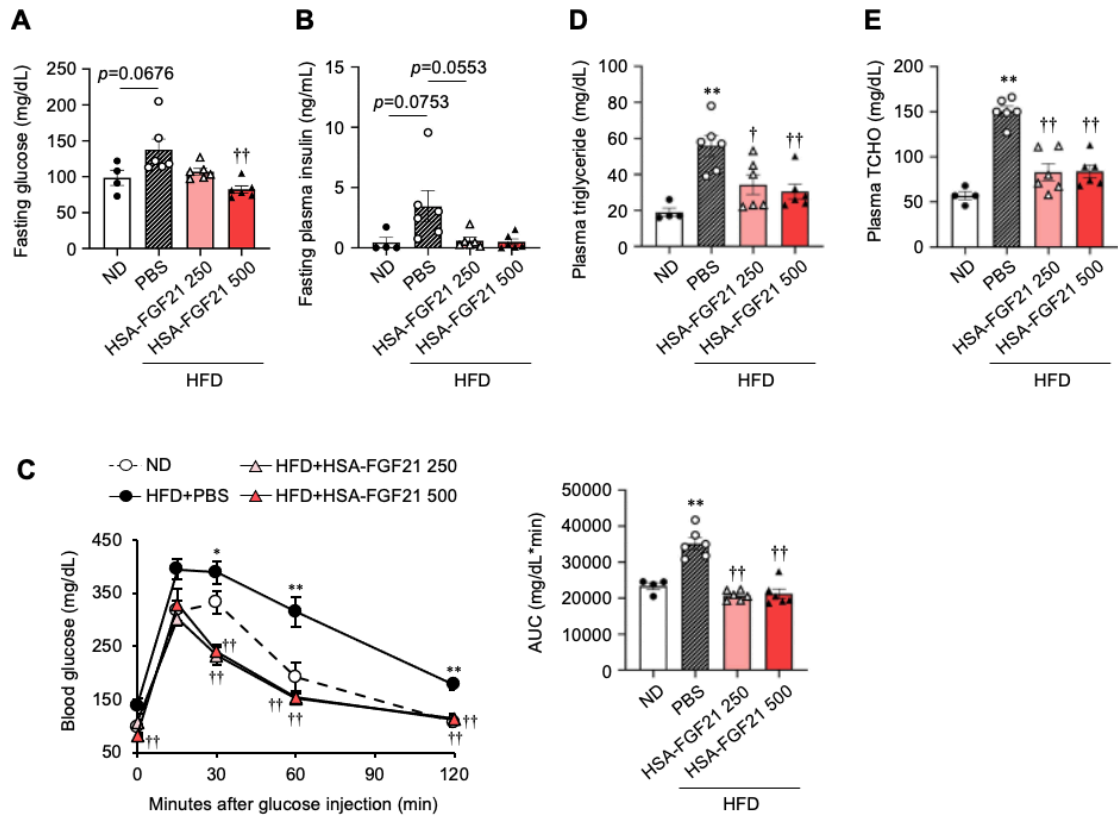 A
Fasting glucose (mg/dL)
250
200
150
100
50
0
p=0.0676
††
ND
PBS
HSA-FGF21 250
HSA-FGF21 500
HFD
B
Fasting plasma insulin (ng/mL)
15
10
5
0
p=0.0553
p=0.0753
ND
PBS
HSA-FGF21 250
HSA-FGF21 500
HFD
D
Plasma triglyceride (mg/dL)
80
60
40
20
0
**
†
††
ND
PBS
HSA-FGF21 250
HSA-FGF21 500
HFD
E
Plasma TCHO (mg/dL)
200
150
100
50
0
**
††
††
ND
PBS
HSA-FGF21 250
HSA-FGF21 500
HFD
C
ND
HFD+HSA-FGF21 250
HFD+PBS
HFD+HSA-FGF21 500
Blood glucose (mg/dL)
450
350
250
150
50
*
**
**
††
††
††
††
††
††
††
0
30
60
90
120
Minutes after glucose injection (min)
AUC (mg/dL*min)
50000
40000
30000
20000
10000
0
**
††
††
ND
PBS
HSA-FGF21 250
HSA-FGF21 500
HFD